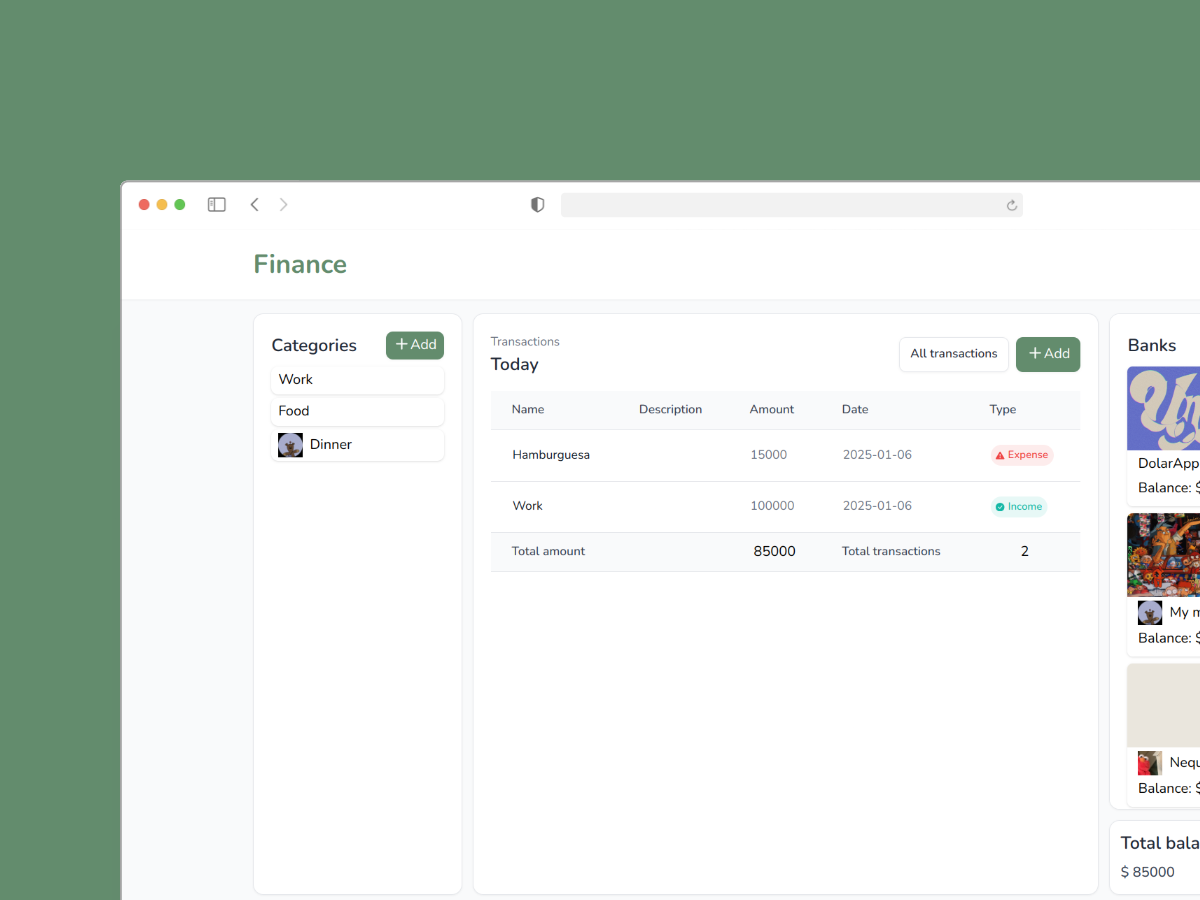 Finance
Categories
+ Add
Work
Food
Dinner
Transactions
Today
All transactions
+ Add
Name Description Amount Date Type
Hamburguesa 15000 2025-01-06 Expense
Work 100000 2025-01-06 Income
Total amount 85000 Total transactions 2
Banks
DolarApp
Balance: $
My
Balance: $
Balance: $
Total
$ 85000